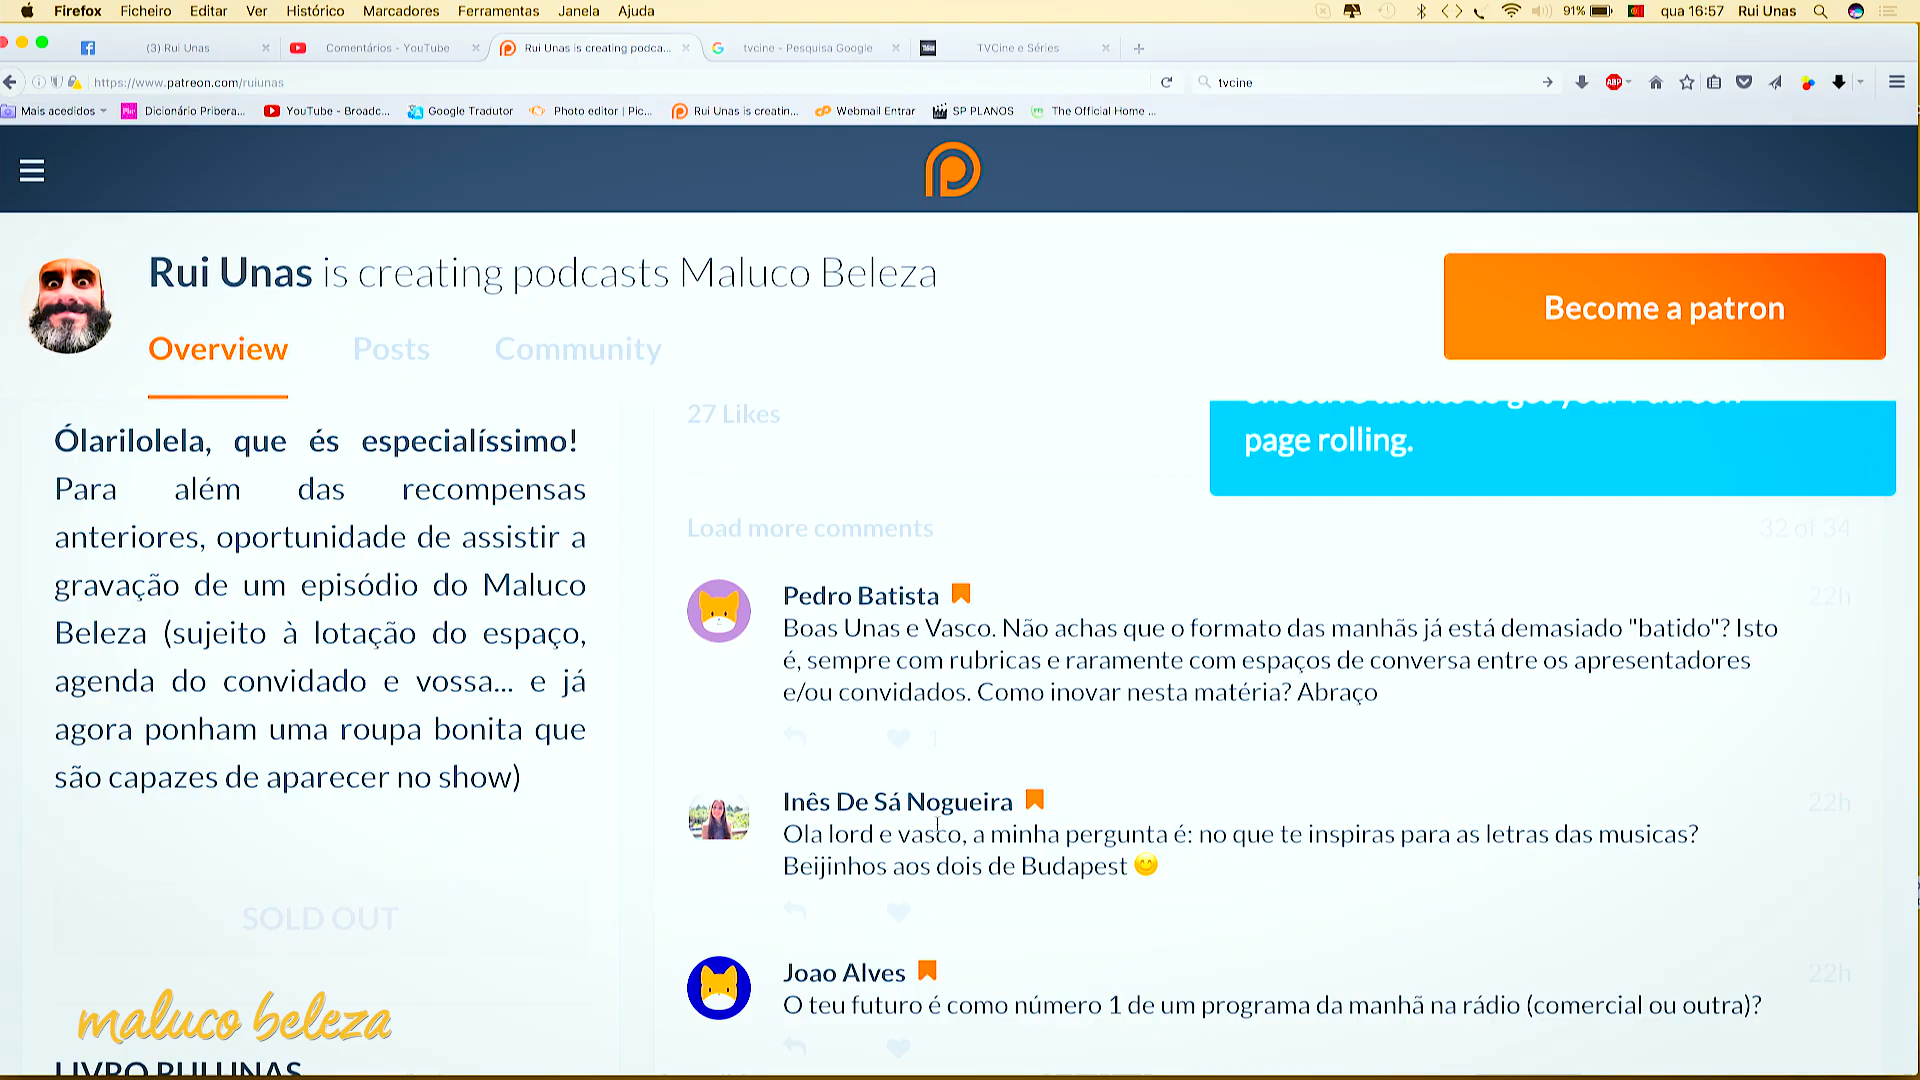 Firefox Ficheiro Editar Ver Histórico Marcadores Ferramentas Janela Ajuda 91% qua 16:57 Rui Unas
(3) Rui Unas
Comentários - YouTube
Rui Unas is creating podca...
tvcine - Pesquisa Google
TVCine e Séries
https://www.patreon.com/ruiunas
tvcine
ABP
Mais acedidos Dicionário Pribera... YouTube - Broadc... Google Tradutor Photo editor | Pic... Rui Unas is creatin... Webmail Entrar SP PLANOS The Official Home ...
Rui Unas is creating podcasts Maluco Beleza
Become a patron
Overview Posts Community
Ólarilolela, que és especialíssimo!
Para além das recompensas
anteriores, oportunidade de assistir a
gravação de um episódio do Maluco
Beleza (sujeito à lotação do espaço,
agenda do convidado e vossa... e já
agora ponham uma roupa bonita que
são capazes de aparecer no show)
SOLD OUT
maluco beleza
LIVRO RUI UNAS
27 Likes
page rolling.
Load more comments
32 of 34
Pedro Batista
22h
Boas Unas e Vasco. Não achas que o formato das manhãs já está demasiado "batido"? Isto
é, sempre com rubricas e raramente com espaços de conversa entre os apresentadores
e/ou convidados. Como inovar nesta matéria? Abraço
1
Inês De Sá Nogueira
22h
Ola lord e vasco, a minha pergunta é: no que te inspiras para as letras das musicas?
Beijinhos aos dois de Budapest 😊
Joao Alves
22h
O teu futuro é como número 1 de um programa da manhã na rádio (comercial ou outra)?